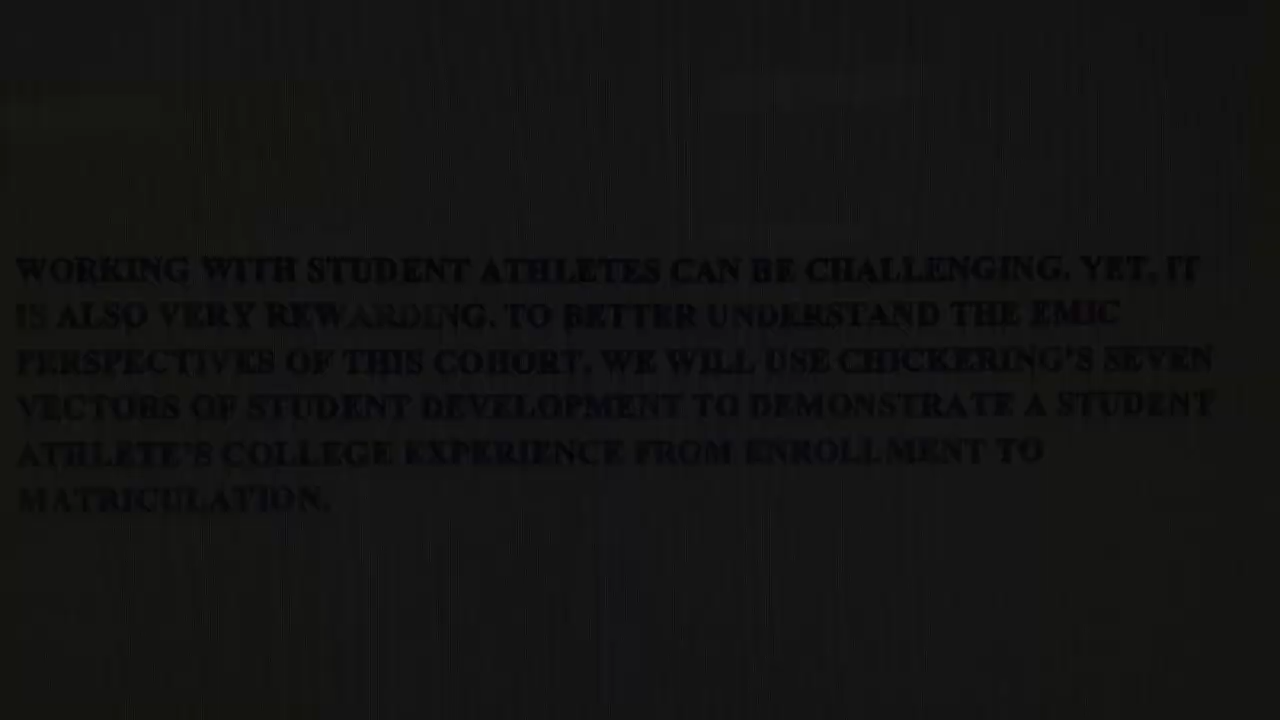 WORKING WITH STUDENT ATHLETES CAN BE CHALLENGING. YET, IT
IS ALSO VERY REWARDING. TO BETTER UNDERSTAND THE EMIC
PERSPECTIVES OF THIS COHORT, WE WILL USE CHICKERING'S SEVEN
VECTORS OF STUDENT DEVELOPMENT TO DEMONSTRATE A STUDENT
ATHLETE'S COLLEGE EXPERIENCE FROM ENROLLMENT TO
MATRICULATION.